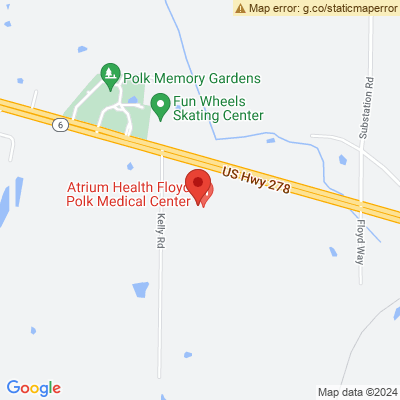 Map error: g.co/staticmaperror
Polk Memory Gardens
Fun Wheels
Skating Center
Substation Rd
6
US Hwy 278
Atrium Health Floyd
Polk Medical Center
Kelly Rd
Floyd Way
Google
Map data ©2024